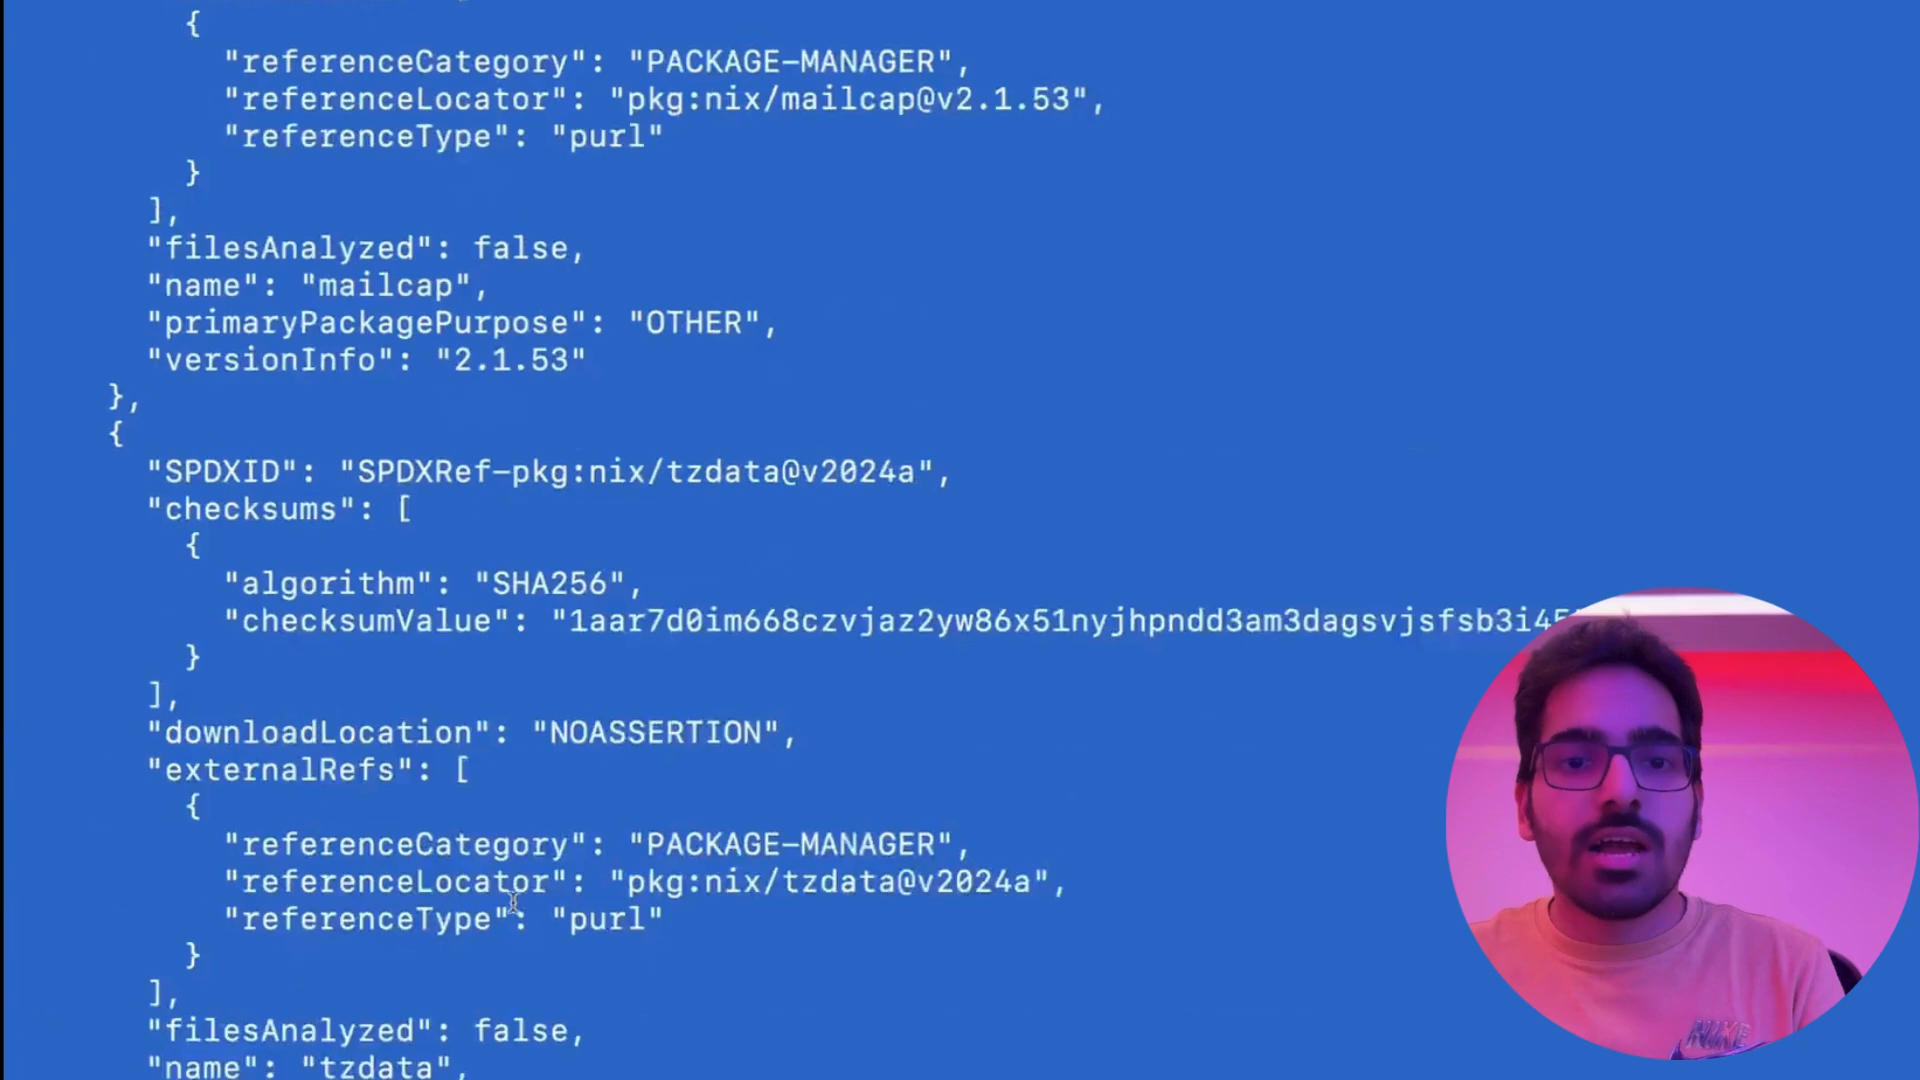 {
"referenceCategory": "PACKAGE-MANAGER",
"referenceLocator": "pkg:nix/mailcap@v2.1.53",
"referenceType": "purl"
}
],
"filesAnalyzed": false,
"name": "mailcap",
"primaryPackagePurpose": "OTHER",
"versionInfo": "2.1.53"
},
{
"SPDXID": "SPDXRef-pkg:nix/tzdata@v2024a",
"checksums": [
{
"algorithm": "SHA256",
"checksumValue":
}
],
"downloadLocation": "NOASSERTION",
"externalRefs": [
{
"referenceCategory": "PACKAGE-MANAGER",
"referenceLocator": "pkg:nix/tzdata@v2024a",
"referenceType": "purl"
}
],
"filesAnalyzed": false,
"name": "tzdata",
NIKE